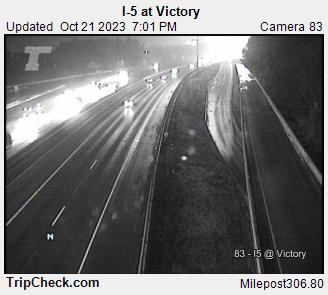 I-5 at Victory
Updated Oct 21 2023 7:01 PM Camera 83
T
N
83 - I5 @ Victory
TripCheck.com Milepost306.80